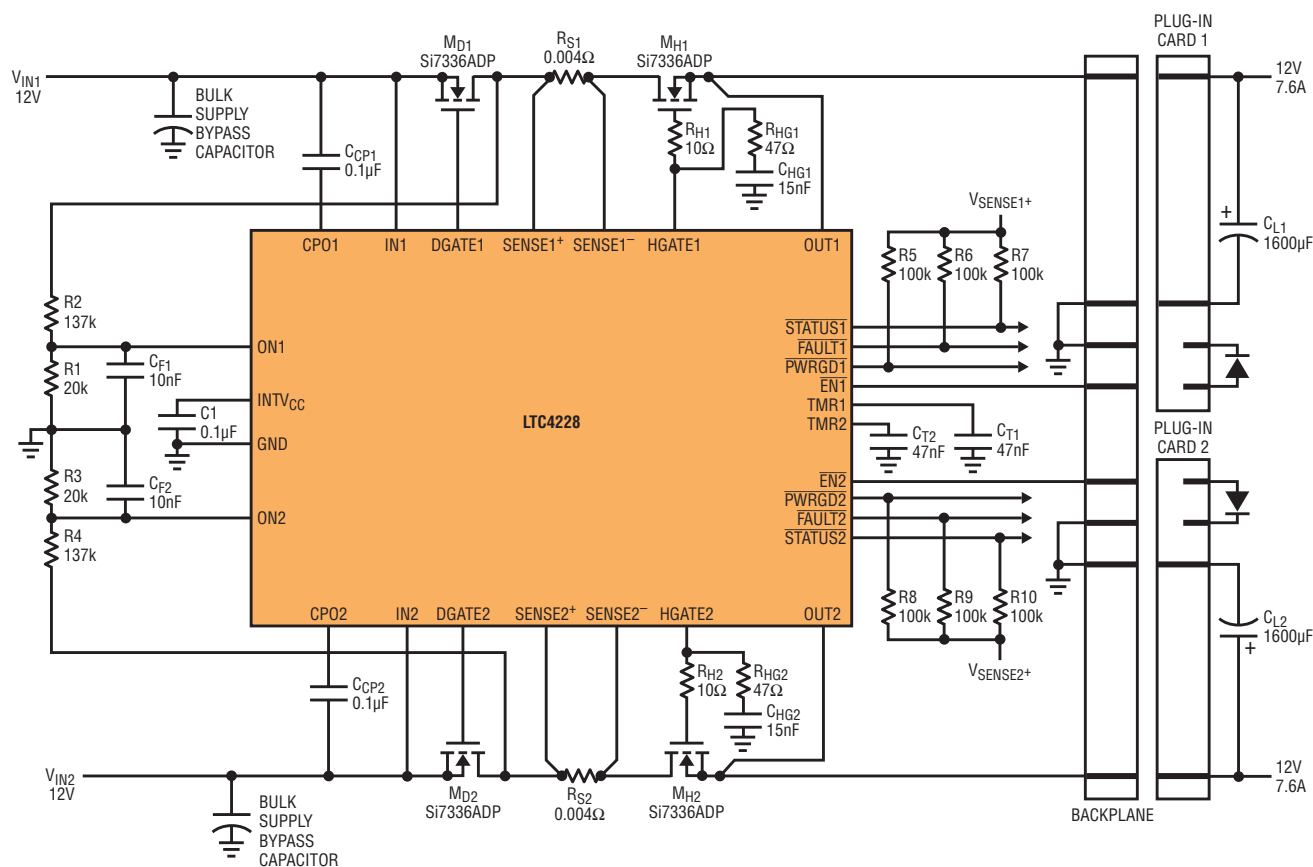 PLUG-IN
CARD 1
MD1
Si7336ADP
RS1
0.004Ω
MH1
Si7336ADP
VIN1
12V
12V
7.6A
BULK
SUPPLY
BYPASS
CAPACITOR
CCP1
0.1µF
RH1
10Ω
RHG1
47Ω
CHG1
15nF
VSENSE1+
+
CL1
1600µF
CPO1
IN1
DGATE1
SENSE1+
SENSE1–
HGATE1
OUT1
R5
100k
R6
100k
R7
100k
R2
137k
STATUS1
FAULT1
PWRGD1
EN1
ON1
CF1
10nF
R1
20k
INTVCC
C1
0.1µF
GND
LTC4228
TMR1
TMR2
CT2
47nF
CT1
47nF
PLUG-IN
CARD 2
R3
20k
CF2
10nF
ON2
R4
137k
EN2
PWRGD2
FAULT2
STATUS2
R8
100k
R9
100k
R10
100k
CPO2
IN2
DGATE2
SENSE2+
SENSE2–
HGATE2
OUT2
CL2
1600µF
+
VSENSE2+
CCP2
0.1µF
RH2
10Ω
RHG2
47Ω
CHG2
15nF
VIN2
12V
12V
7.6A
MD2
Si7336ADP
RS2
0.004Ω
MH2
Si7336ADP
BULK
SUPPLY
BYPASS
CAPACITOR
BACKPLANE